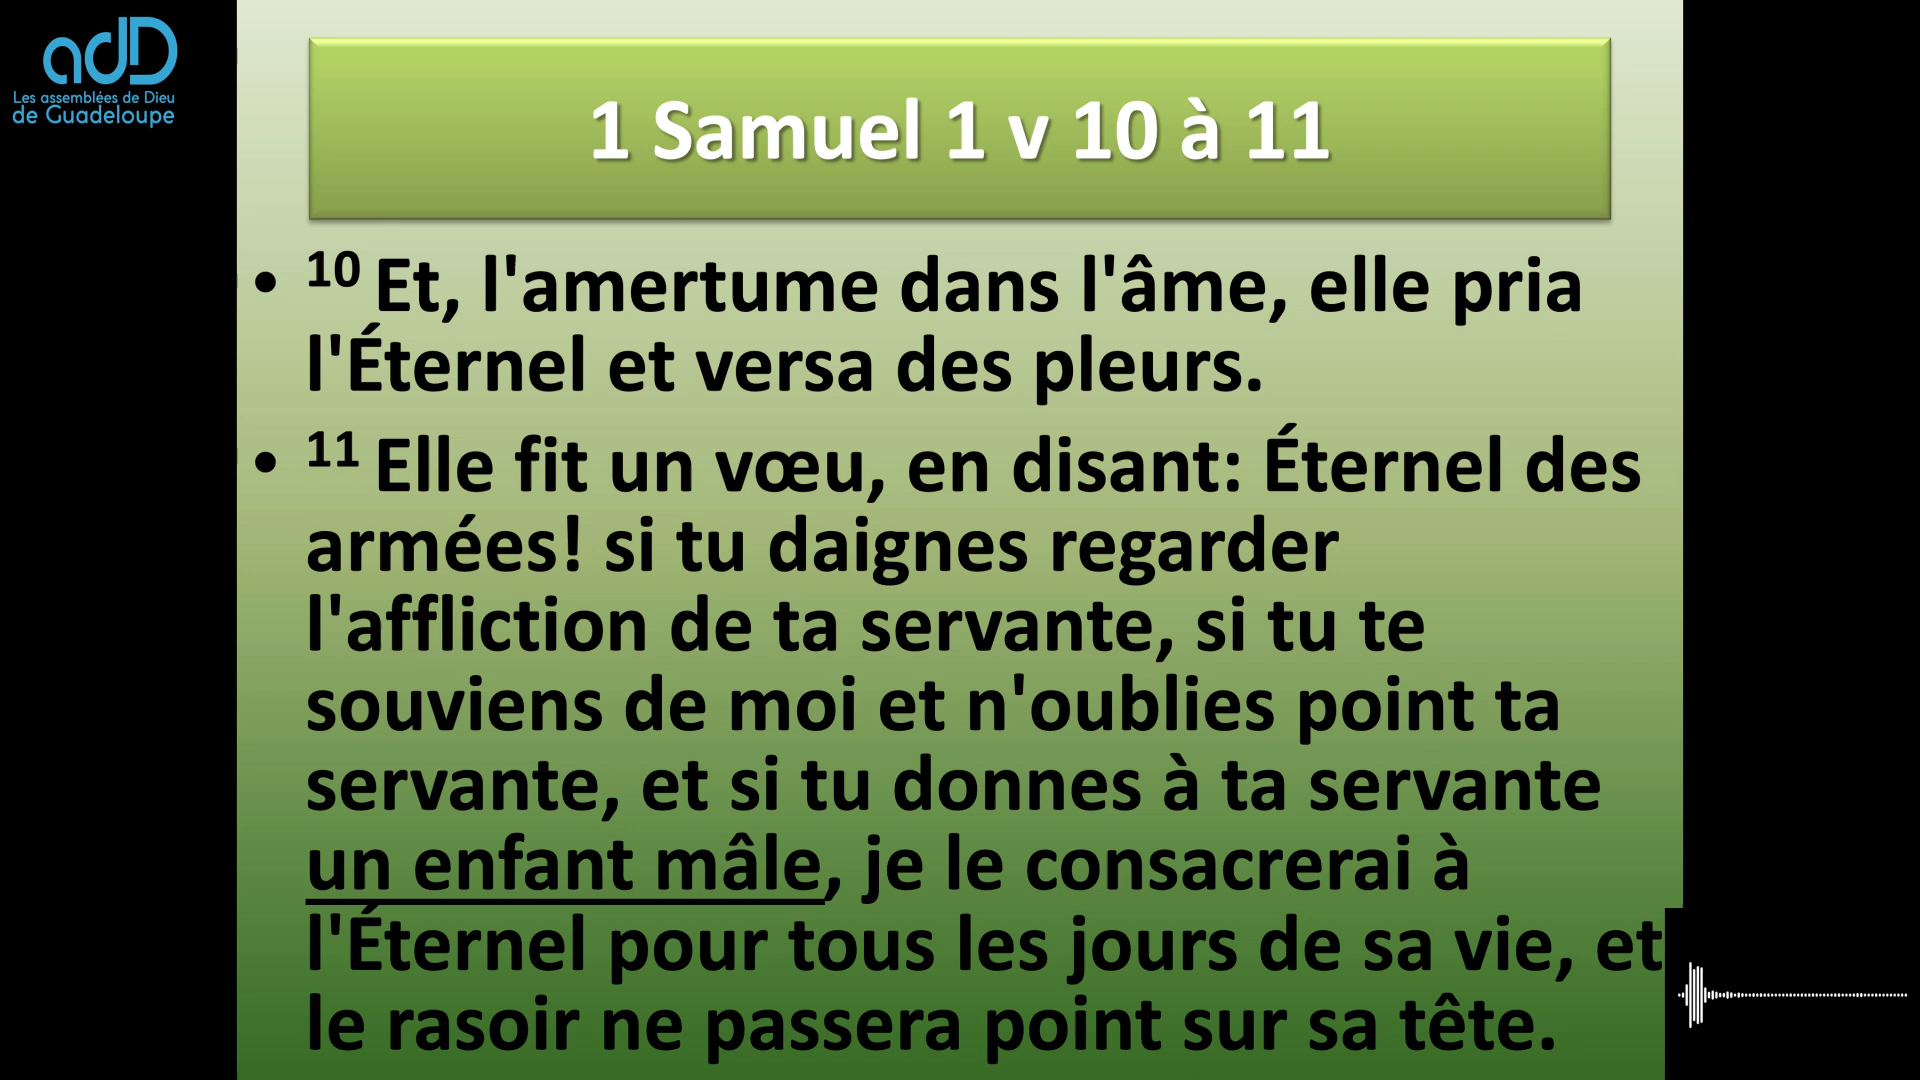 adD
Les assemblées de Dieu
de Guadeloupe
1 Samuel 1 v 10 à 11
• 10 Et, l'amertume dans l'âme, elle pria
l'Éternel et versa des pleurs.
• 11 Elle fit un vœu, en disant: Éternel des
armées! si tu daignes regarder
l'affliction de ta servante, si tu te
souviens de moi et n'oublies point ta
servante, et si tu donnes à ta servante
un enfant mâle, je le consacrerai à
l'Éternel pour tous les jours de sa vie, et
le rasoir ne passera point sur sa tête.